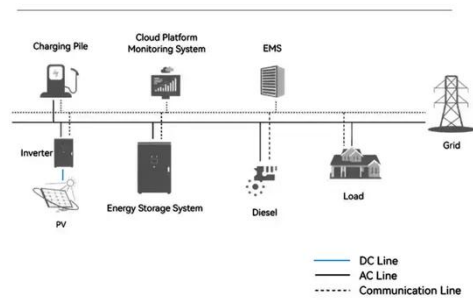 Charging Pile
Cloud Platform
Monitoring System
EMS
Grid
Inverter
PV
Energy Storage System
Diesel
Load
DC Line
AC Line
Communication Line